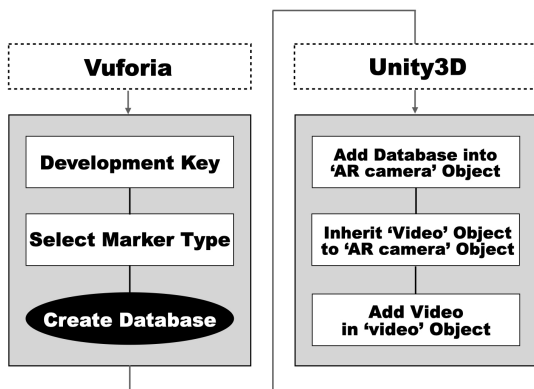 Vuforia
Development Key
Select Marker Type
Create Database
Unity3D
Add Database into
‘AR camera’ Object
Inherit ‘Video’ Object
to ‘AR camera’ Object
Add Video
in ‘video’ Object